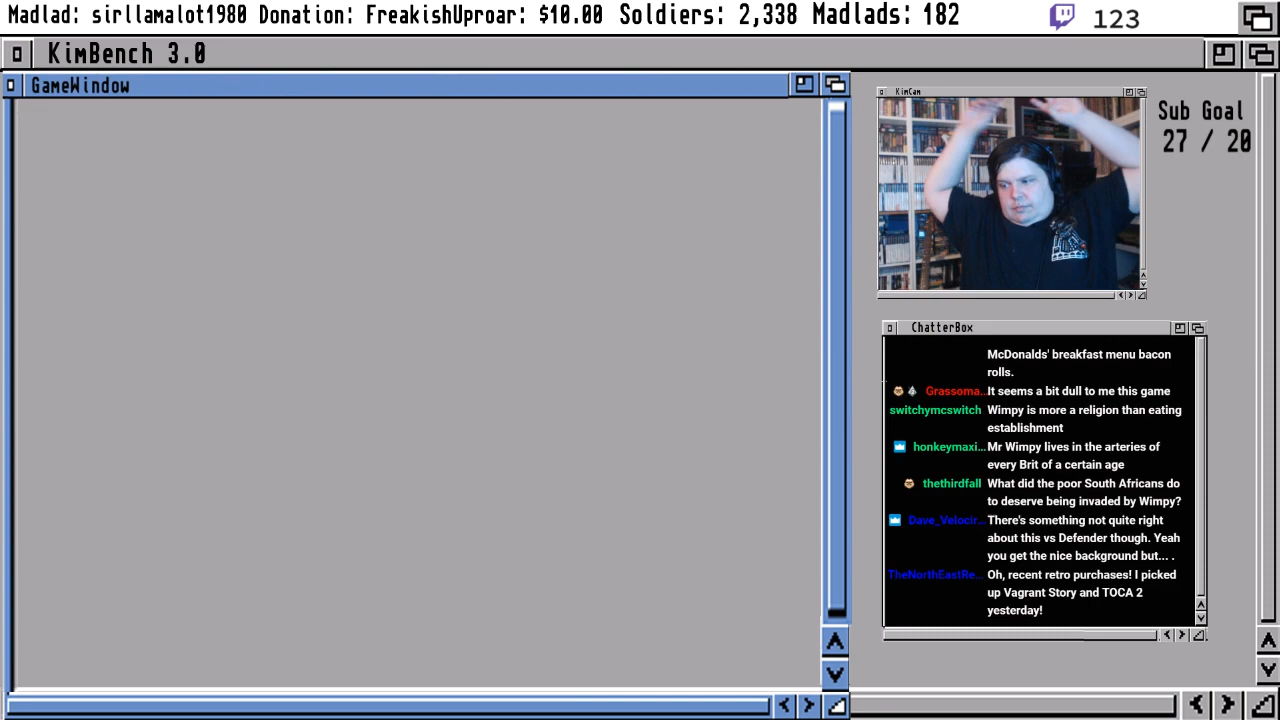 Madlad: sirllamalot1980 Donation: FreakishUproar: $10.00 Soldiers: 2,338 Madlads: 182
123
KimBench 3.0
GameWindow
KimCam
Sub Goal
27 / 20
ChatterBox
McDonalds' breakfast menu bacon
rolls.
Grassoma... It seems a bit dull to me this game
switchymcswitch Wimpy is more a religion than eating
establishment
honkeymaxi... Mr Wimpy lives in the arteries of
every Brit of a certain age
thethirdfall What did the poor South Africans do
to deserve being invaded by Wimpy?
Dave_Velocir... There's something not quite right
about this vs Defender though. Yeah
you get the nice background but... .
TheNorthEastRe... Oh, recent retro purchases! I picked
up Vagrant Story and TOCA 2
yesterday!